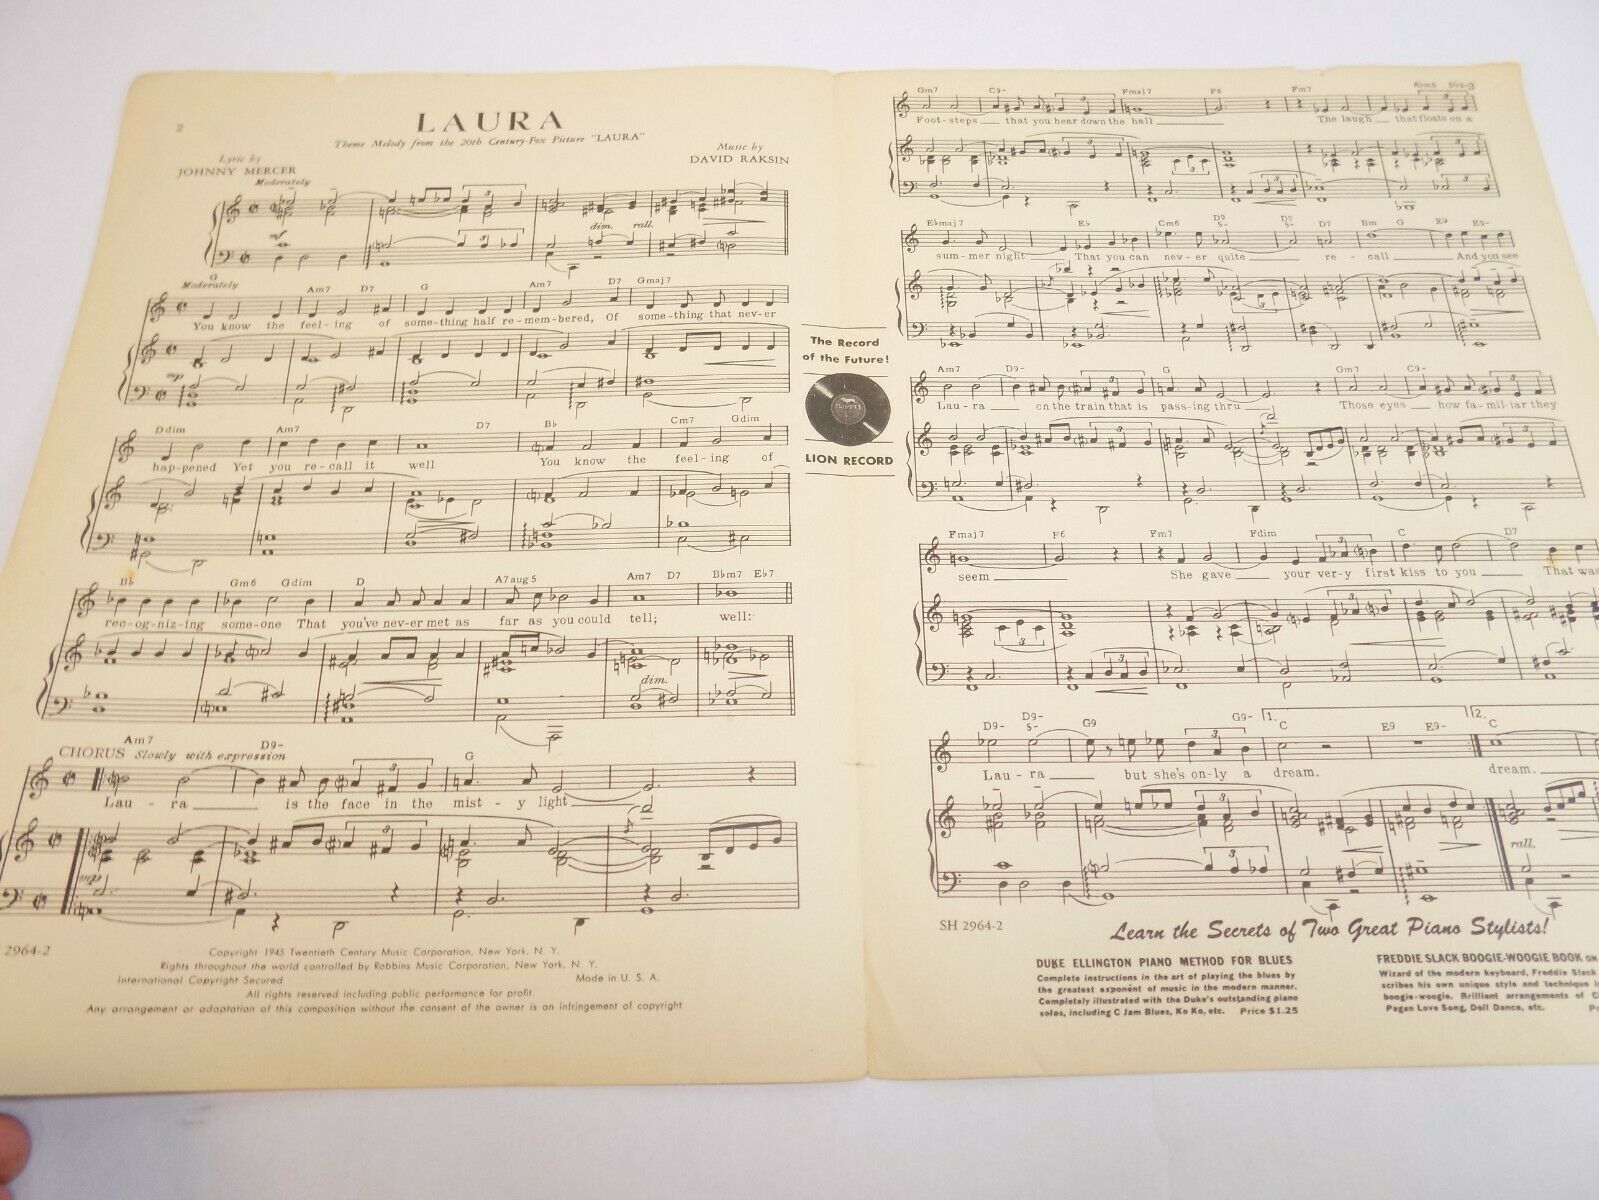 2
LAURA
Theme Melody from the 20th Century-Fox Picture "LAURA"
Lyric by
JOHNNY MERCER
Music by
DAVID RAKSIN
Moderately
mf
dim. rall.
Moderately
G Am7 D7 G Am7 D7 Gmaj7
You know the feel-ing of some-thing half re-mem-bered, Of some-thing that nev-er
mp
Ddim Am7 D7 Bb Cm7 Gdim
hap-pened Yet you re-call it well You know the feel-ing of
Bb Gm6 Gdim D A7aug5 Am7 D7 Bbm7 Eb7
rec-og-niz-ing some-one That you've nev-er met as far as you could tell; well:
dim.
CHORUS Slowly with expression
Am7 D9- G
Lau-ra is the face in the mist-y light
mp
2964-2
Copyright 1945 Twentieth Century Music Corporation, New York, N. Y.
Rights throughout the world controlled by Robbins Music Corporation, New York, N. Y.
International Copyright Secured Made in U. S. A.
All rights reserved including public performance for profit.
Any arrangement or adaptation of this composition without the consent of the owner is an infringement of copyright
The Record
of the Future!
LION RECORD
3
Gm7 C9- Fmaj7 F6 Fm7
Foot-steps that you hear down the hall The laugh that floats on a
Ebmaj7 Eb Cm6 D9 5- D9 D7 Bm G E9
sum-mer night That you can nev-er quite re-call And you see
Am7 D9- G Gm7 C9-
Lau-ra on the train that is pass-ing thru Those eyes how fa-mil-iar they
Fmaj7 F6 Fm7 Fdim C D7
seem She gave your ver-y first kiss to you That was
D9- D9- 5- G9 G9- 1. C E9 E9- 2. C
Lau-ra but she's on-ly a dream. dream.
rall.
SH 2964-2
Learn the Secrets of Two Great Piano Stylists!
DUKE ELLINGTON PIANO METHOD FOR BLUES
Complete instructions in the art of playing the blues by
the greatest exponent of music in the modern manner.
Completely illustrated with the Duke's outstanding piano
solos, including C Jam Blues, Ko Ko, etc. Price $1.25
FREDDIE SLACK BOOGIE-WOOGIE BOOK ON
Wizard of the modern keyboard, Freddie Slack
scribes his own unique style and technique i
boogie-woogie. Brilliant arrangements of C
Pagan Love Song, Doll Dance, etc.